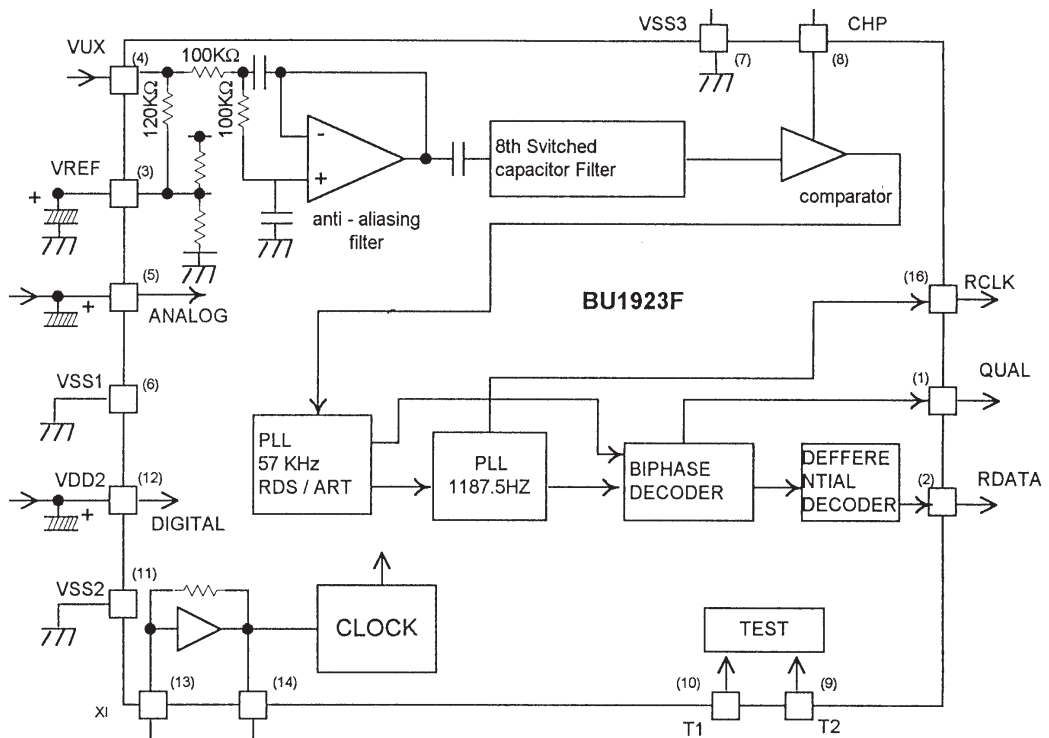 VSS3
CHP
VUX
(4)
100KΩ
(7)
(8)
120KΩ
100KΩ
8th Svitched
capacitor Filter
VREF
(3)
-
+
+
comparator
anti - aliasing
filter
(5)
(16)
RCLK
BU1923F
+
ANALOG
VSS1
(6)
(1)
QUAL
PLL
57 KHz
RDS / ART
PLL
1187.5HZ
BIPHASE
DECODER
DEFFERE
NTIAL
DECODER
(2)
RDATA
VDD2
(12)
+
DIGITAL
VSS2
(11)
CLOCK
TEST
(13)
(14)
(10)
(9)
XI
T1
T2